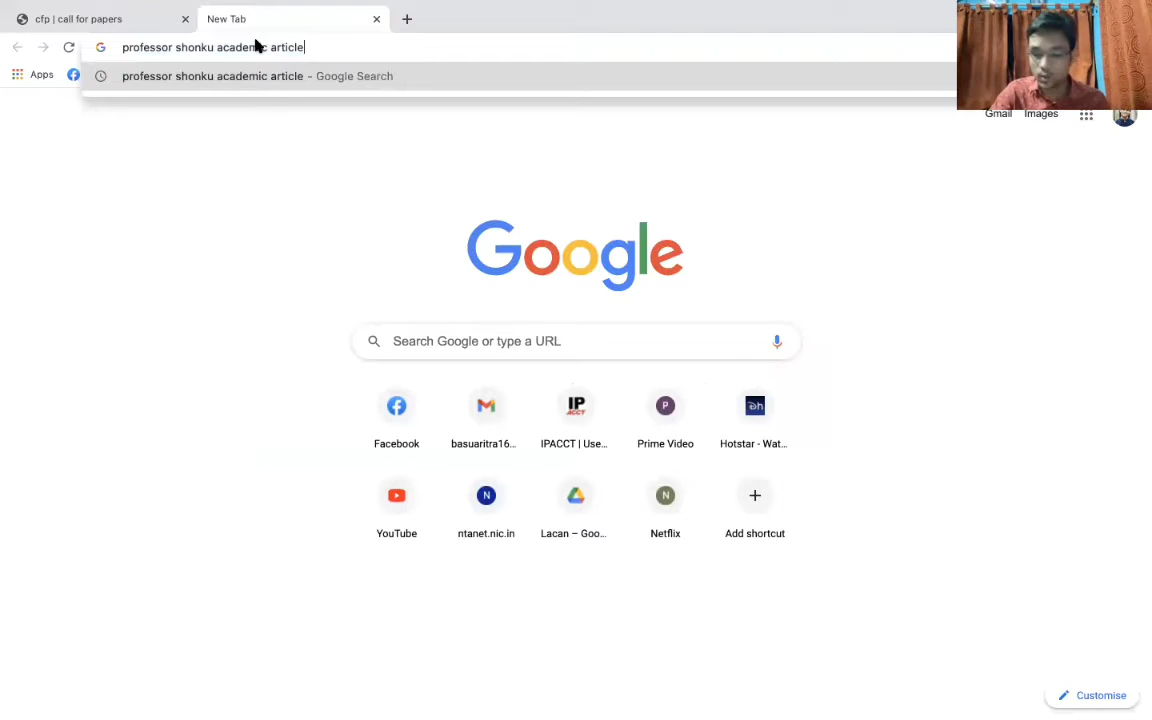 cfp | call for papers
New Tab
professor shonku academic article
Apps
professor shonku academic article - Google Search
Gmail Images
Google
Search Google or type a URL
IP
ACCT
P
Facebook
basuaritra16...
IPACCT | Use...
Prime Video
Hotstar - Wat...
N
N
YouTube
ntanet.nic.in
Lacan – Goo...
Netflix
Add shortcut
Customise